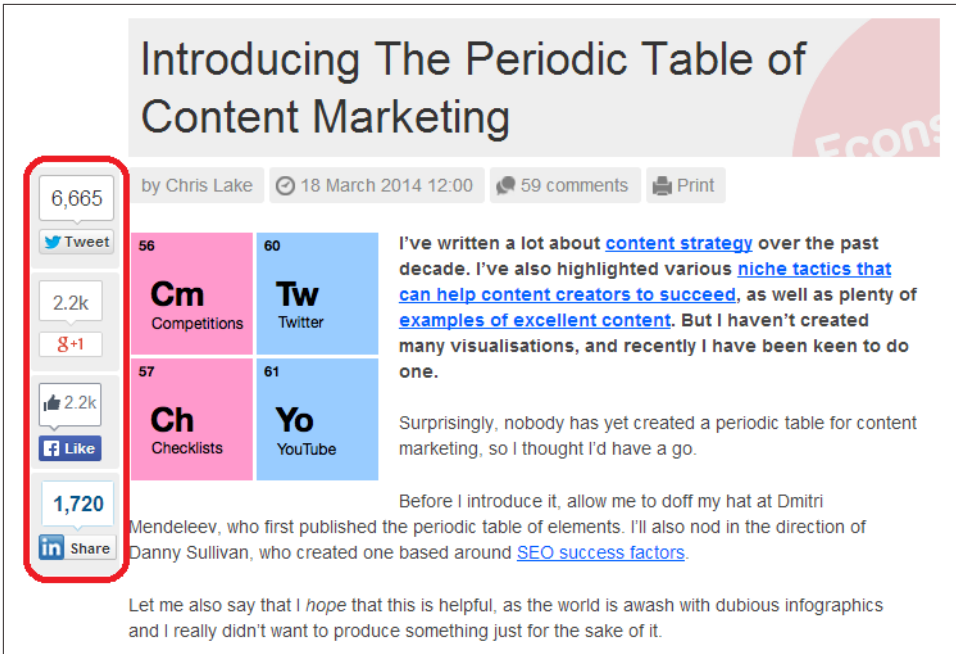 Introducing The Periodic Table of
Content Marketing
Econs
by Chris Lake
18 March 2014 12:00
59 comments
Print
6,665
Tweet
2.2k
g+1
2.2k
f Like
1,720
in Share
56
Cm
Competitions
60
Tw
Twitter
57
Ch
Checklists
61
Yo
YouTube
I've written a lot about content strategy over the past
decade. I've also highlighted various niche tactics that
can help content creators to succeed, as well as plenty of
examples of excellent content. But I haven't created
many visualisations, and recently I have been keen to do
one.
Surprisingly, nobody has yet created a periodic table for content
marketing, so I thought I'd have a go.
Before I introduce it, allow me to doff my hat at Dmitri
Mendeleev, who first published the periodic table of elements. I'll also nod in the direction of
Danny Sullivan, who created one based around SEO success factors.
Let me also say that I hope that this is helpful, as the world is awash with dubious infographics
and I really didn't want to produce something just for the sake of it.